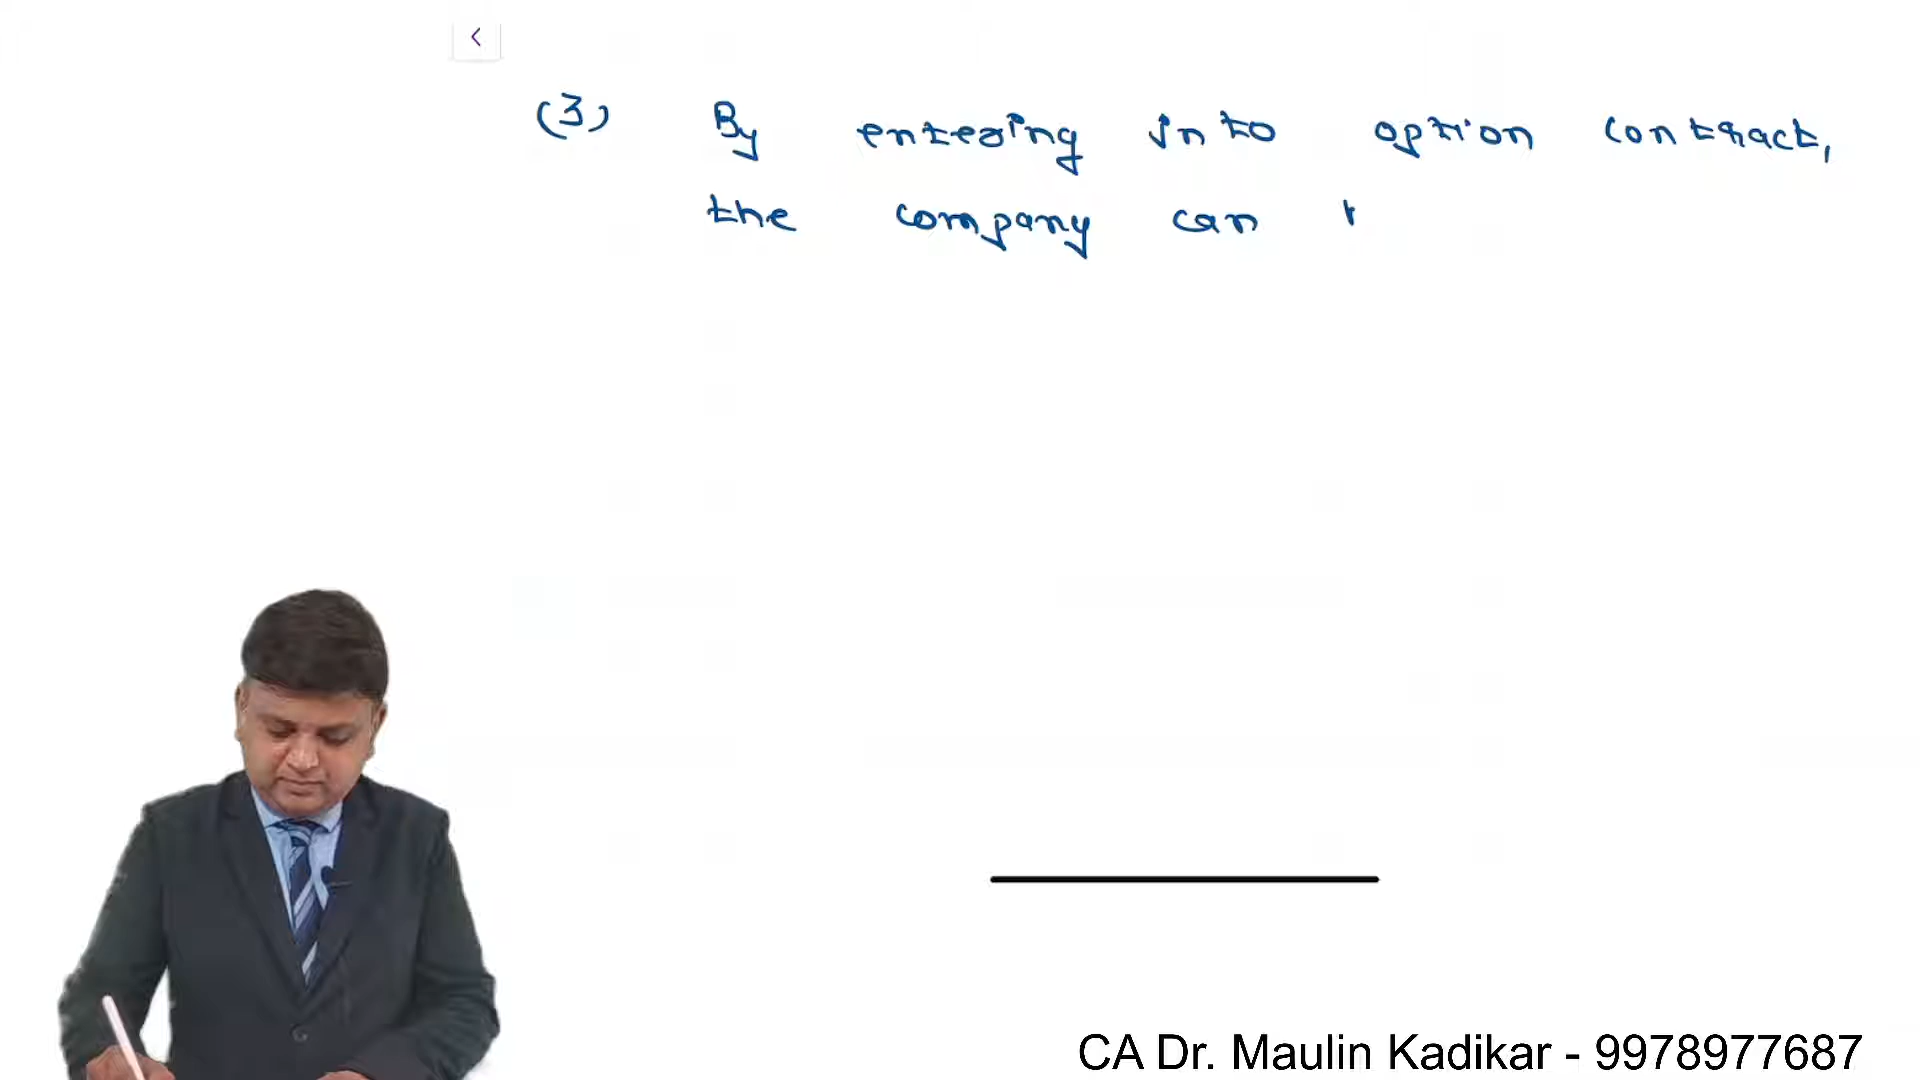 (3) By entering into option contract,
the company can
CA Dr. Maulin Kadikar - 9978977687